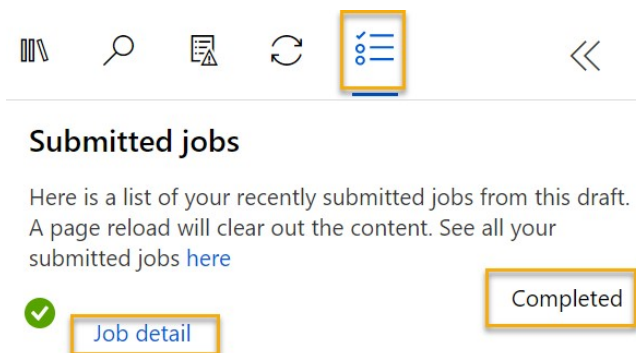 Submitted jobs
Here is a list of your recently submitted jobs from this draft.
A page reload will clear out the content. See all your
submitted jobs here
Completed
Job detail